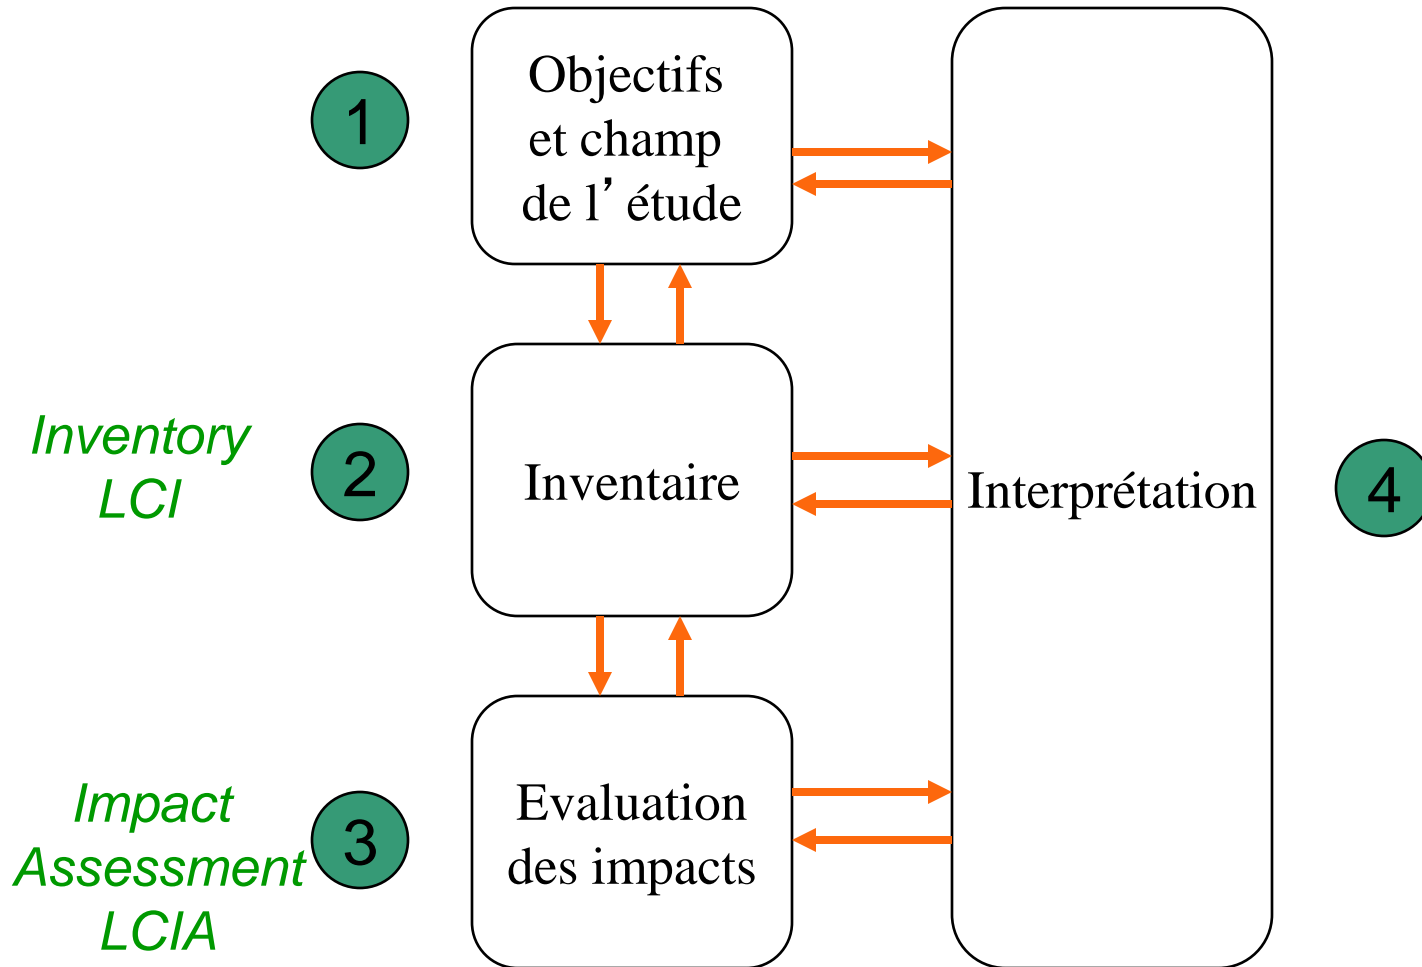 1
Objectifs
et champ
de l’ étude
Inventory
LCI
2
Inventaire
Interprétation
4
Impact
Assessment
LCIA
3
Evaluation
des impacts